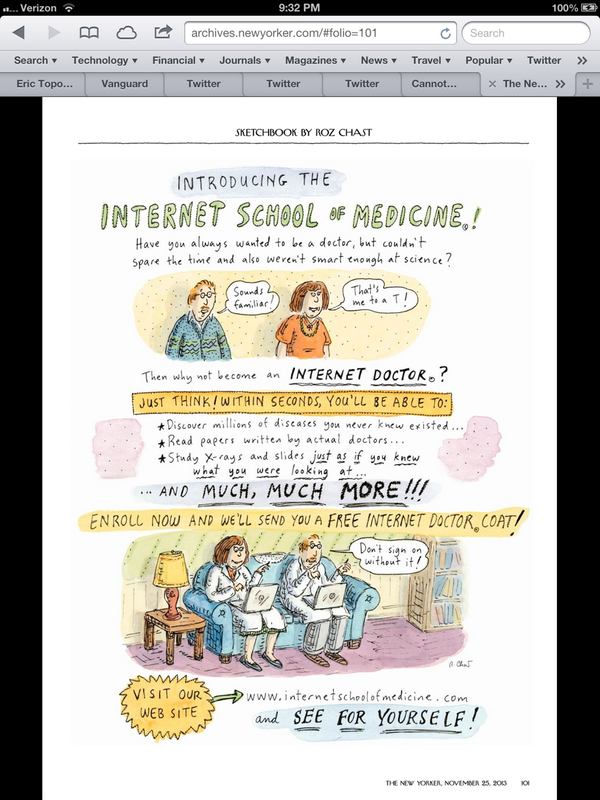 Verizon 9:32 PM 100%
archives.newyorker.com/#folio=101 Search
Search Technology Financial Journals Magazines News Travel Popular Twitter
Eric Topo... Vanguard Twitter Twitter Twitter Cannot... The Ne...
SKETCHBOOK BY ROZ CHAST
INTRODUCING THE
INTERNET SCHOOL OF MEDICINE®!
Have you always wanted to be a doctor, but couldn't
spare the time and also weren't smart enough at science?
Sounds
familiar!
That's
me to a T!
Then why not become an INTERNET DOCTOR®?
JUST THINK! WITHIN SECONDS, YOU'LL BE ABLE TO:
★Discover millions of diseases you never knew existed...
★Read papers written by actual doctors...
★Study X-rays and slides just as if you knew
what you were looking at...
... AND MUCH, MUCH MORE!!!
ENROLL NOW AND WE'LL SEND YOU A FREE INTERNET DOCTOR® COAT!
Don't sign on
without it!
R. Chast
VISIT OUR
WEB SITE
www.internetschoolofmedicine.com
and SEE FOR YOURSELF!
THE NEW YORKER, NOVEMBER 25, 2013 101